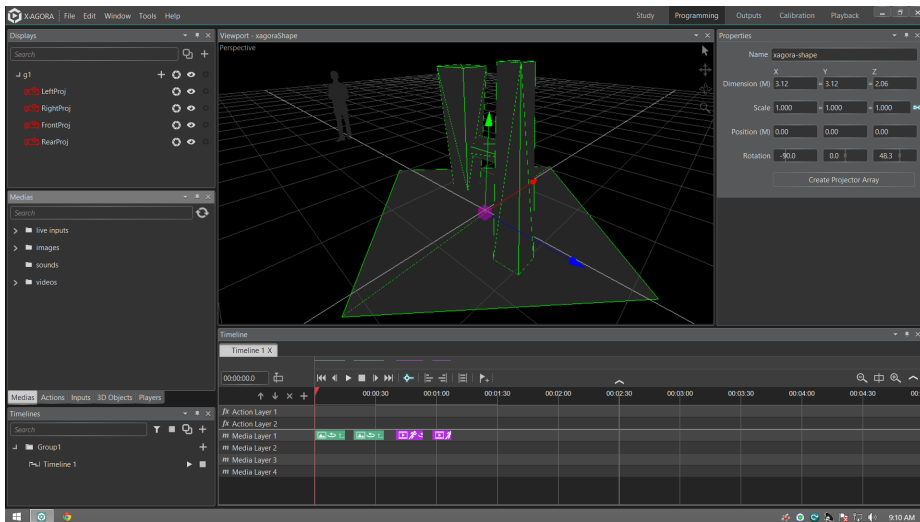 X-AGORA File Edit Window Tools Help Study Programming Outputs Calibration Playback
Displays
Search
g1
LeftProj
RightProj
FrontProj
RearProj
Medias
Search
live inputs
images
sounds
videos
Medias Actions Inputs 3D Objects Players
Timelines
Search
Group1
Timeline 1
Viewport - xagoraShape
Perspective
Properties
Name xagora-shape
X Y Z
Dimension (M) 3.12 3.12 2.06
Scale 1.000 1.000 1.000
Position (M) 0.00 0.00 0.00
Rotation -90.0 0.0 48.3
Create Projector Array
Timeline
Timeline 1 X
00:00:00.0
00:00:30 00:01:00 00:01:30 00:02:00 00:02:30 00:03:00 00:03:30 00:04:00 00:
fx Action Layer 1
fx Action Layer 2
m Media Layer 1
m Media Layer 2
m Media Layer 3
m Media Layer 4
9:10 AM